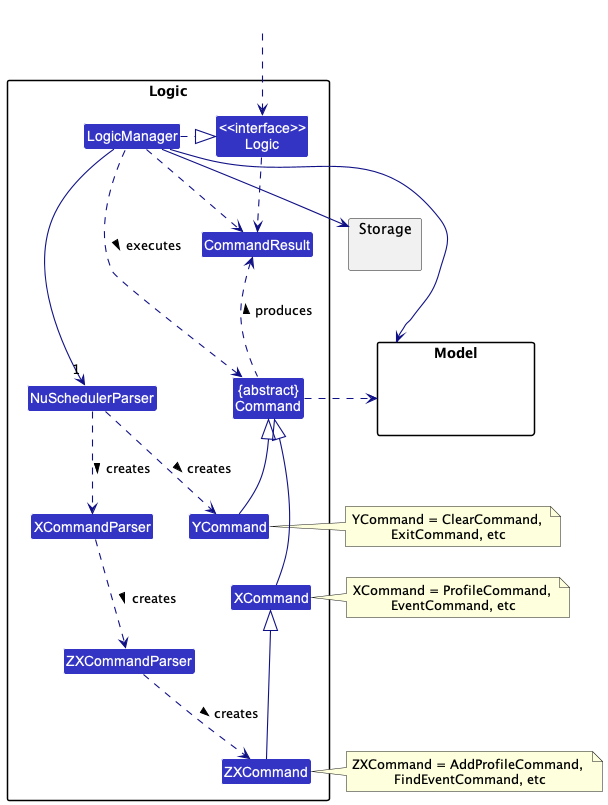 Logic
LogicManager
<<interface>>
Logic
Storage
CommandResult
executes
produces
Model
1
NuSchedulerParser
{abstract}
Command
creates
creates
XCommandParser
YCommand
YCommand = ClearCommand,
ExitCommand, etc
creates
XCommand
XCommand = ProfileCommand,
EventCommand, etc
ZXCommandParser
creates
ZXCommand
ZXCommand = AddProfileCommand,
FindEventCommand, etc